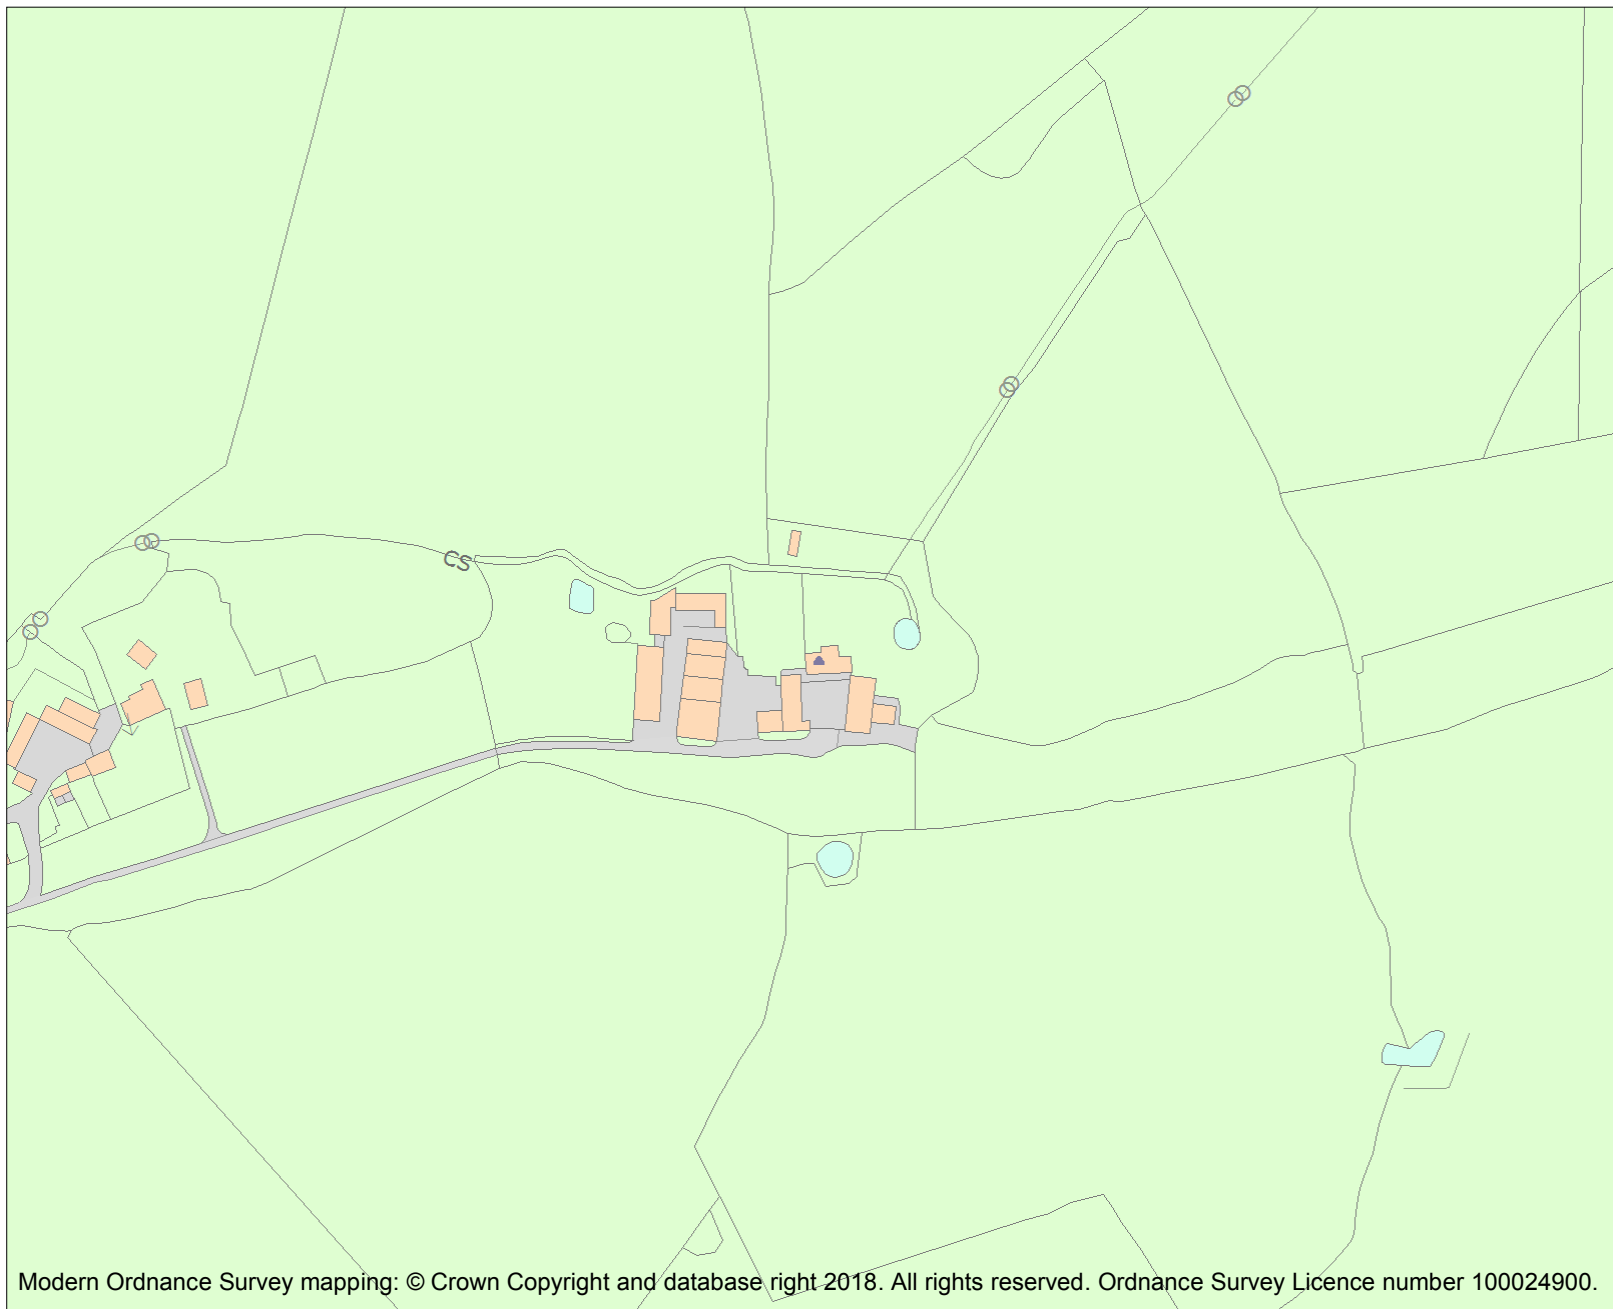 CS
Modern Ordnance Survey mapping: © Crown Copyright and database right 2018. All rights reserved. Ordnance Survey Licence number 100024900.